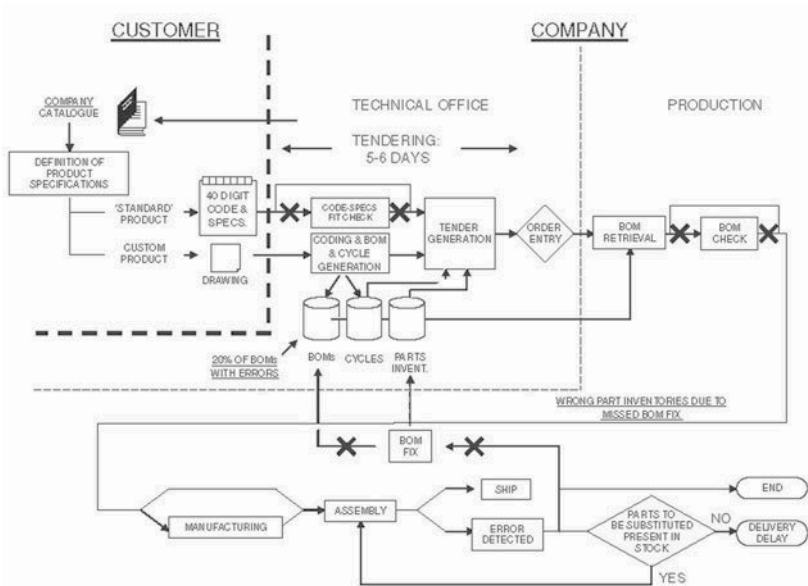 CUSTOMER
COMPANY
COMPANY
CATALOGUE
TECHNICAL OFFICE
PRODUCTION
TENDERING:
5-6 DAYS
DEFINITION OF
PRODUCT
SPECIFICATIONS
'STANDARD'
PRODUCT
40 DIGIT
CODE &
SPECS.
CODE-SPECS
FIT CHECK
TENDER
GENERATION
ORDER
ENTRY
BOM
RETRIEVAL
BOM
CHECK
CUSTOM
PRODUCT
DRAWING
CODING & BOM
& CYCLE
GENERATION
20% OF BOMs
WITH ERRORS
BOMs
CYCLES
PARTS
INVENT.
WRONG PART INVENTORIES DUE TO
MISSED BOM FIX
BOM
FIX
MANUFACTURING
ASSEMBLY
SHIP
ERROR
DETECTED
PARTS TO
BE SUBSTITUTED
PRESENT IN
STOCK
END
NO
DELIVERY
DELAY
YES